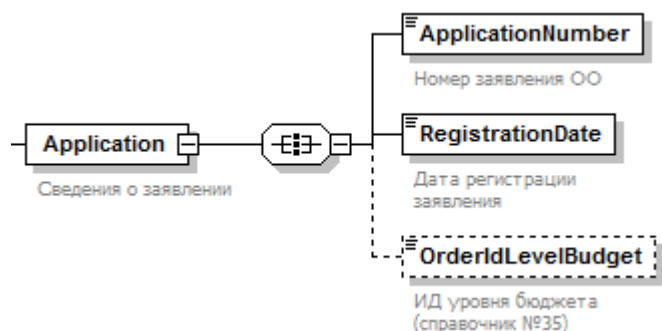 ApplicationNumber
Номер заявления ОО
Application
Сведения о заявлении
RegistrationDate
Дата регистрации
заявления
OrderIdLevelBudget
ИД уровня бюджета
(справочник №35)